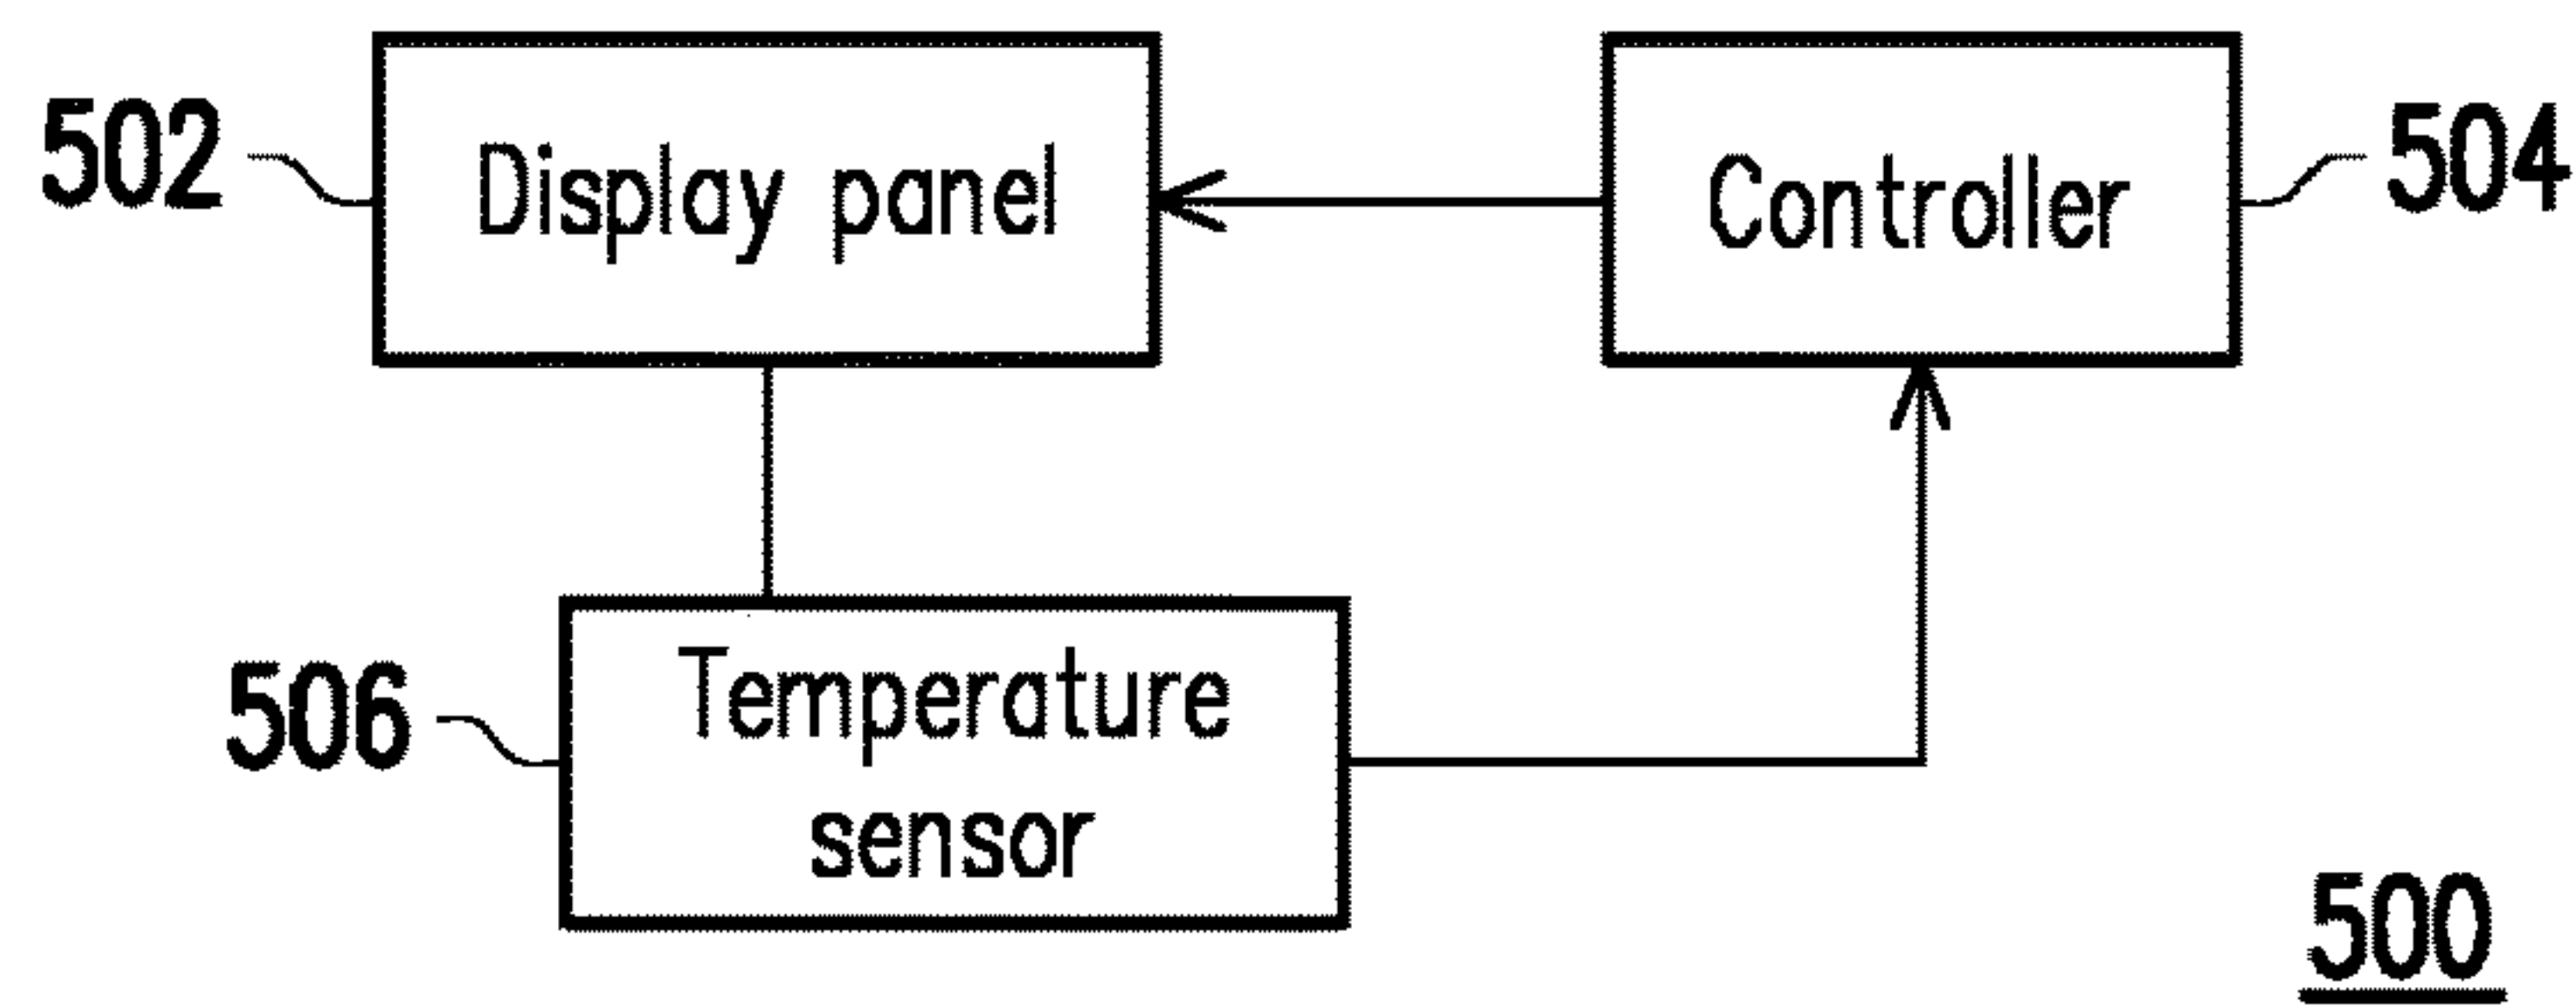 502
Display panel
Controller
504
506
Temperature
sensor
500